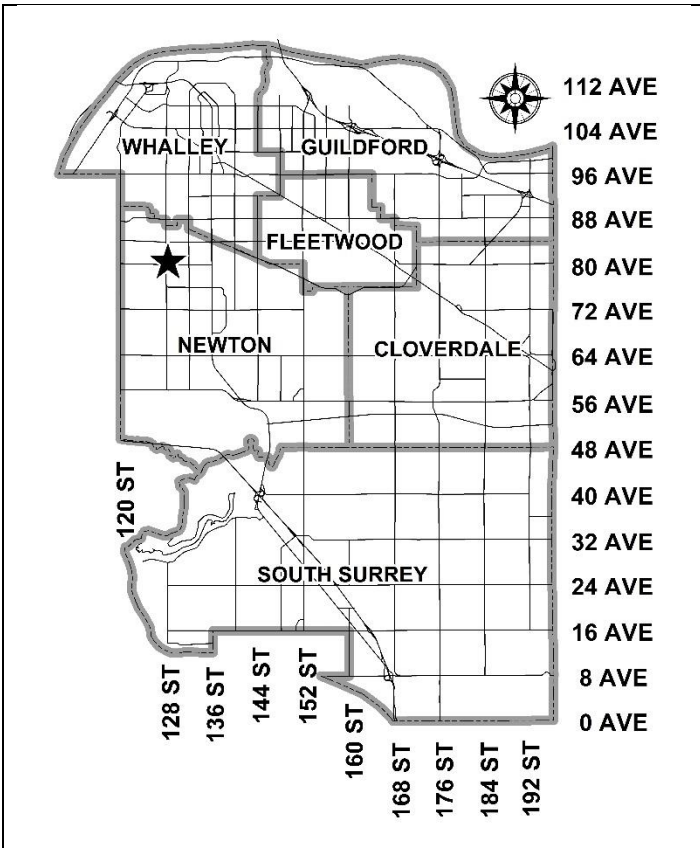 112 AVE
104 AVE
WHALLEY
GUILDFORD
96 AVE
88 AVE
FLEETWOOD
80 AVE
72 AVE
NEWTON
CLOVERDALE
64 AVE
56 AVE
48 AVE
120 ST
40 AVE
32 AVE
SOUTH SURREY
24 AVE
16 AVE
8 AVE
0 AVE
128 ST
136 ST
144 ST
152 ST
160 ST
168 ST
176 ST
184 ST
192 ST